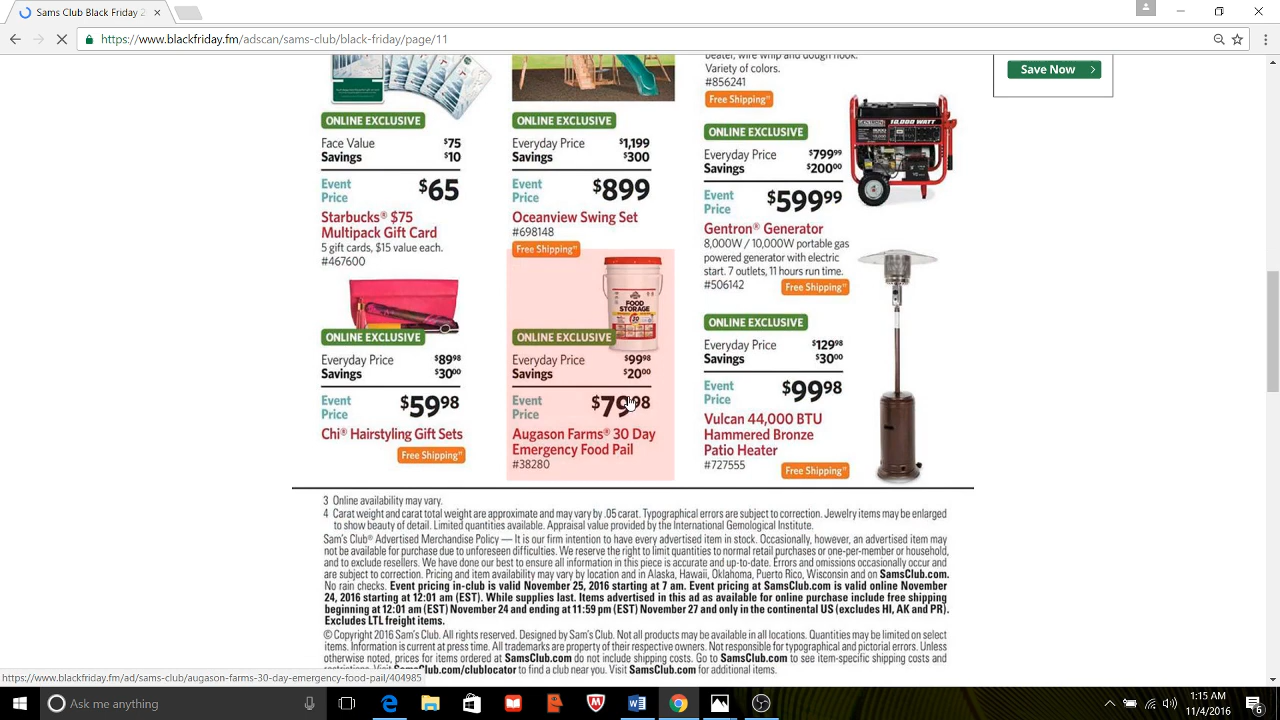 Sams Club Black Friday 2
https://www.blackfriday.fm/adscan/sams-club/black-friday/page/11
beater, wire whip and dough hook.
Variety of colors.
#856241
Free Shipping
Save Now
ONLINE EXCLUSIVE
Face Value $75
Savings $10
Event Price $65
Starbucks® $75
Multipack Gift Card
5 gift cards, $15 value each.
#467600
ONLINE EXCLUSIVE
Everyday Price $89.98
Savings $30.00
Event Price $59.98
Chi® Hairstyling Gift Sets
Free Shipping
ONLINE EXCLUSIVE
Everyday Price $1,199
Savings $300
Event Price $899
Oceanview Swing Set
#698148
Free Shipping
FOOD
STORAGE
30
ONLINE EXCLUSIVE
Everyday Price $99.98
Savings $20.00
Event Price $79.98
Augason Farms® 30 Day
Emergency Food Pail
#38280
GENTRON 10,000 WATT
ONLINE EXCLUSIVE
Everyday Price $799.99
Savings $200.00
Event Price $599.99
Gentron® Generator
8,000W / 10,000W portable gas
powered generator with electric
start. 7 outlets, 11 hours run time.
#506142
Free Shipping
ONLINE EXCLUSIVE
Everyday Price $129.98
Savings $30.00
Event Price $99.98
Vulcan 44,000 BTU
Hammered Bronze
Patio Heater
#727555
Free Shipping
3 Online availability may vary.
4 Carat weight and carat total weight are approximate and may vary by .05 carat. Typographical errors are subject to correction. Jewelry items may be enlarged
to show beauty of detail. Limited quantities available. Appraisal value provided by the International Gemological Institute.
Sam's Club® Advertised Merchandise Policy — It is our firm intention to have every advertised item in stock. Occasionally, however, an advertised item may
not be available for purchase due to unforeseen difficulties. We reserve the right to limit quantities to normal retail purchases or one-per-member or household,
and to exclude resellers. We have done our best to ensure all information in this piece is accurate and up-to-date. Errors and omissions occasionally occur and
are subject to correction. Pricing and item availability may vary by location and in Alaska, Hawaii, Oklahoma, Puerto Rico, Wisconsin and on SamsClub.com.
No rain checks. Event pricing in-club is valid November 25, 2016 starting at 7 am. Event pricing at SamsClub.com is valid online November
24, 2016 starting at 12:01 am (EST). While supplies last. Items advertised in this ad as available for online purchase include free shipping
beginning at 12:01 am (EST) November 24 and ending at 11:59 pm (EST) November 27 and only in the continental US (excludes HI, AK and PR).
Excludes LTL freight items.
© Copyright 2016 Sam's Club. All rights reserved. Designed by Sam's Club. Not all products may be available in all locations. Quantities may be limited on select
items. Information is current at press time. All trademarks are property of their respective owners. Not responsible for typographical and pictorial errors. Unless
otherwise noted, prices for items ordered at SamsClub.com do not include shipping costs. Go to SamsClub.com to see item-specific shipping costs and
SamsClub.com/clublocator to find a club near you. Visit SamsClub.com for additional items.
blackfriday.fm/ad/sams-club/augason-farms-30-day-emergency-food-pail/404985
Ask me anything
1:15 AM
11/4/2016